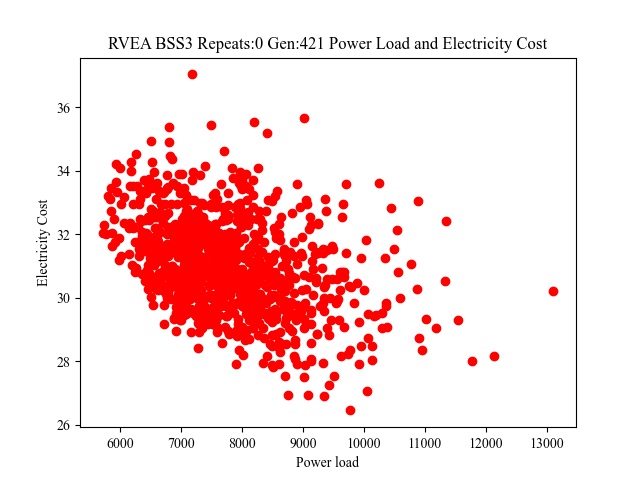 RVEA BSS3 Repeats:0 Gen:421 Power Load and Electricity Cost
Electricity Cost
36
34
32
30
28
26
6000 7000 8000 9000 10000 11000 12000 13000
Power load